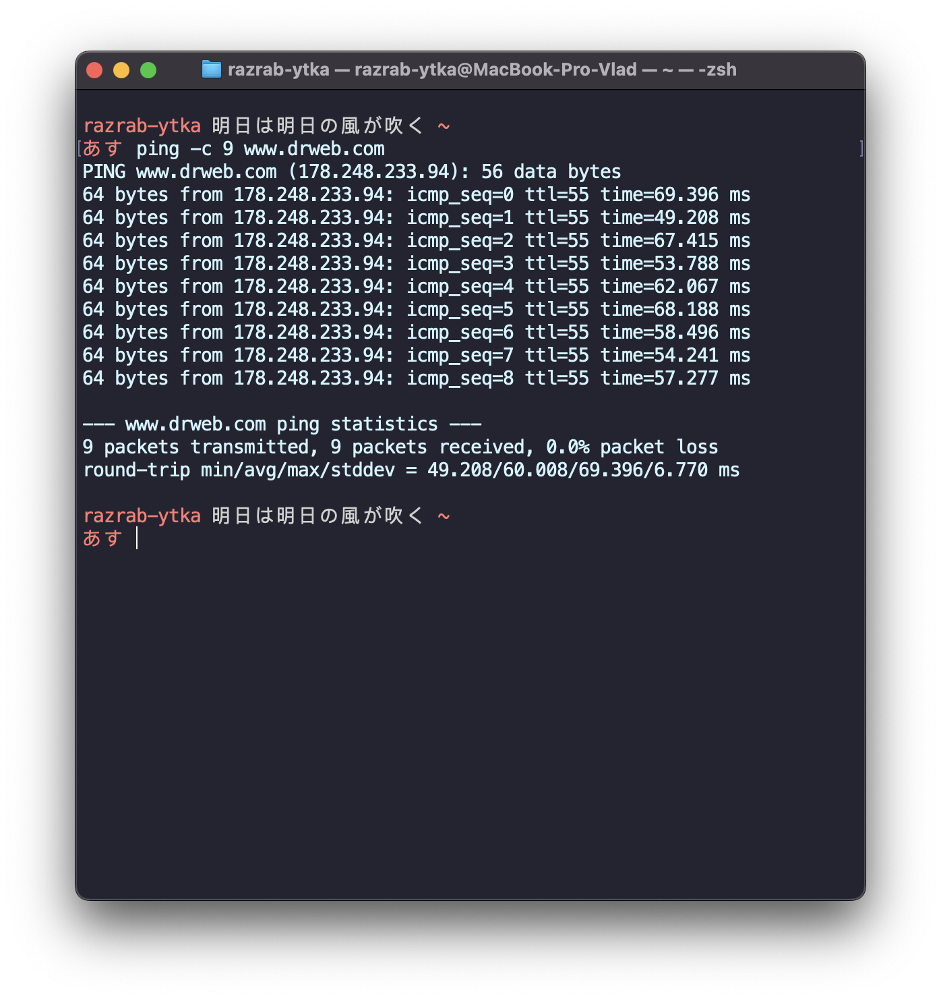 razrab-ytka — razrab-ytka@MacBook-Pro-Vlad — ~ — -zsh
razrab-ytka 明日は明日の風が吹く ~
[あす ping -c 9 www.drweb.com ]
PING www.drweb.com (178.248.233.94): 56 data bytes
64 bytes from 178.248.233.94: icmp_seq=0 ttl=55 time=69.396 ms
64 bytes from 178.248.233.94: icmp_seq=1 ttl=55 time=49.208 ms
64 bytes from 178.248.233.94: icmp_seq=2 ttl=55 time=67.415 ms
64 bytes from 178.248.233.94: icmp_seq=3 ttl=55 time=53.788 ms
64 bytes from 178.248.233.94: icmp_seq=4 ttl=55 time=62.067 ms
64 bytes from 178.248.233.94: icmp_seq=5 ttl=55 time=68.188 ms
64 bytes from 178.248.233.94: icmp_seq=6 ttl=55 time=58.496 ms
64 bytes from 178.248.233.94: icmp_seq=7 ttl=55 time=54.241 ms
64 bytes from 178.248.233.94: icmp_seq=8 ttl=55 time=57.277 ms
--- www.drweb.com ping statistics ---
9 packets transmitted, 9 packets received, 0.0% packet loss
round-trip min/avg/max/stddev = 49.208/60.008/69.396/6.770 ms
razrab-ytka 明日は明日の風が吹く ~
あす